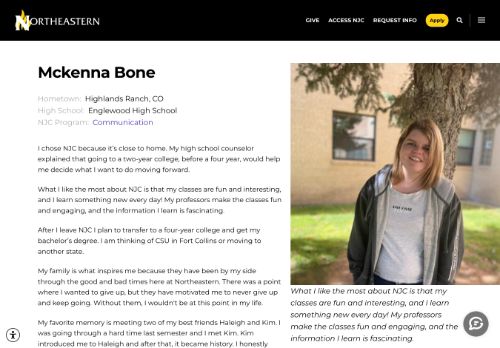 NORTHEASTERN
GIVE ACCESS NJC REQUEST INFO Apply
Mckenna Bone
Hometown: Highlands Ranch, CO
High School: Englewood High School
NJC Program: Communication
I chose NJC because it's close to home. My high school counselor
explained that going to a two-year college, before a four year, would help
me decide what I want to do moving forward.
What I like the most about NJC is that my classes are fun and interesting,
and I learn something new every day! My professors make the classes fun
and engaging, and the information I learn is fascinating.
After I leave NJC I plan to transfer to a four-year college and get my
bachelor's degree. I am thinking of CSU in Fort Collins or moving to
another state.
My family is what inspires me because they have been by my side
through the good and bad times here at Northeastern. There was a point
where I wanted to give up, but they have motivated me to never give up
and keep going. Without them, I wouldn't be at this point in my life.
My favorite memory is meeting two of my best friends Haleigh and Kim. I
was going through a hard time last semester and I met Kim. Kim
introduced me to Haleigh and after that, it became history. I honestly
What I like the most about NJC is that my
classes are fun and interesting, and I learn
something new every day! My professors
make the classes fun and engaging, and the
information I learn is fascinating.